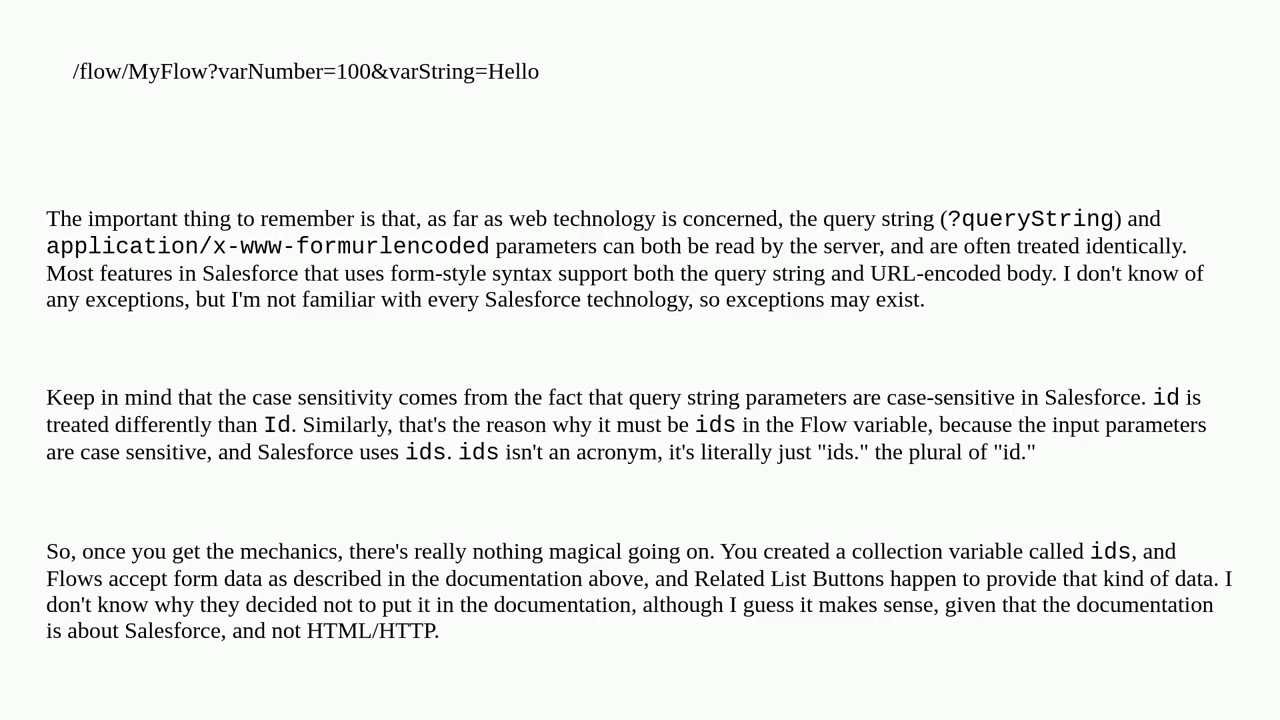 /flow/MyFlow?varNumber=100&varString=Hello
The important thing to remember is that, as far as web technology is concerned, the query string (?queryString) and
application/x-www-formurlencoded parameters can both be read by the server, and are often treated identically.
Most features in Salesforce that uses form-style syntax support both the query string and URL-encoded body. I don't know of
any exceptions, but I'm not familiar with every Salesforce technology, so exceptions may exist.
Keep in mind that the case sensitivity comes from the fact that query string parameters are case-sensitive in Salesforce. id is
treated differently than Id. Similarly, that's the reason why it must be ids in the Flow variable, because the input parameters
are case sensitive, and Salesforce uses ids. ids isn't an acronym, it's literally just "ids." the plural of "id."
So, once you get the mechanics, there's really nothing magical going on. You created a collection variable called ids, and
Flows accept form data as described in the documentation above, and Related List Buttons happen to provide that kind of data. I
don't know why they decided not to put it in the documentation, although I guess it makes sense, given that the documentation
is about Salesforce, and not HTML/HTTP.